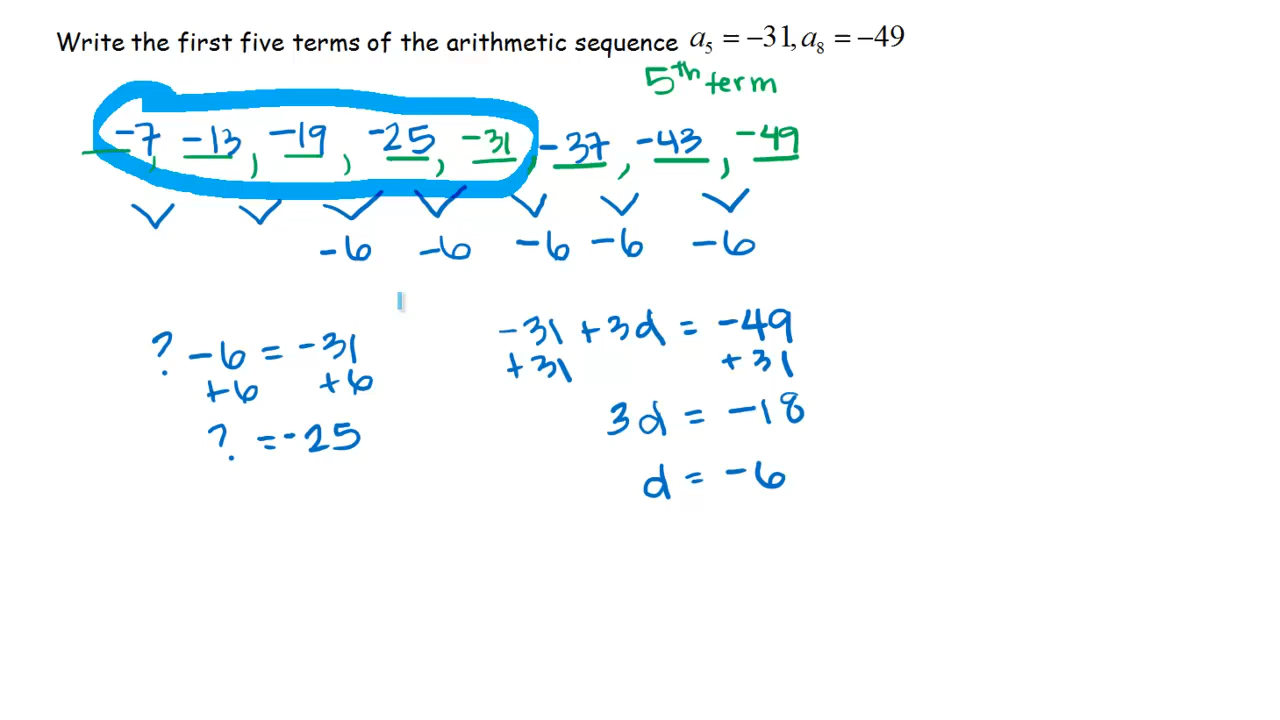 Write the first five terms of the arithmetic sequence a₅ = −31, a₈ = −49
5th term
-7, -13, -19, -25, -31, -37, -43, -49
-6 -6 -6 -6 -6
? -6 = -31
+6 +6
? = -25
-31 + 3d = -49
+31 +31
3d = -18
d = -6